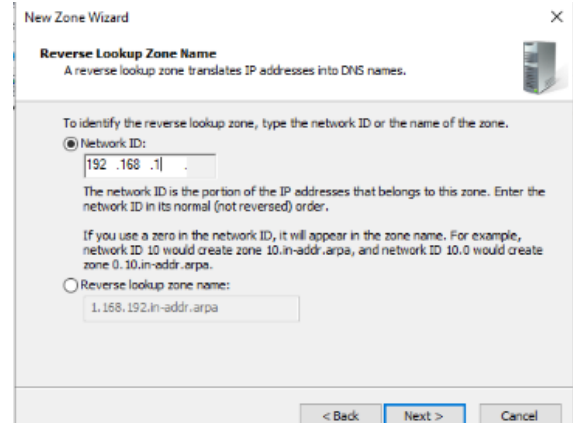 New Zone Wizard
Reverse Lookup Zone Name
A reverse lookup zone translates IP addresses into DNS names.
To identify the reverse lookup zone, type the network ID or the name of the zone.
Network ID:
192 .168 .1 .
The network ID is the portion of the IP addresses that belongs to this zone. Enter the
network ID in its normal (not reversed) order.
If you use a zero in the network ID, it will appear in the zone name. For example,
network ID 10 would create zone 10.in-addr.arpa, and network ID 10.0 would create
zone 0.10.in-addr.arpa.
Reverse lookup zone name:
1.168.192.in-addr.arpa
< Back Next > Cancel